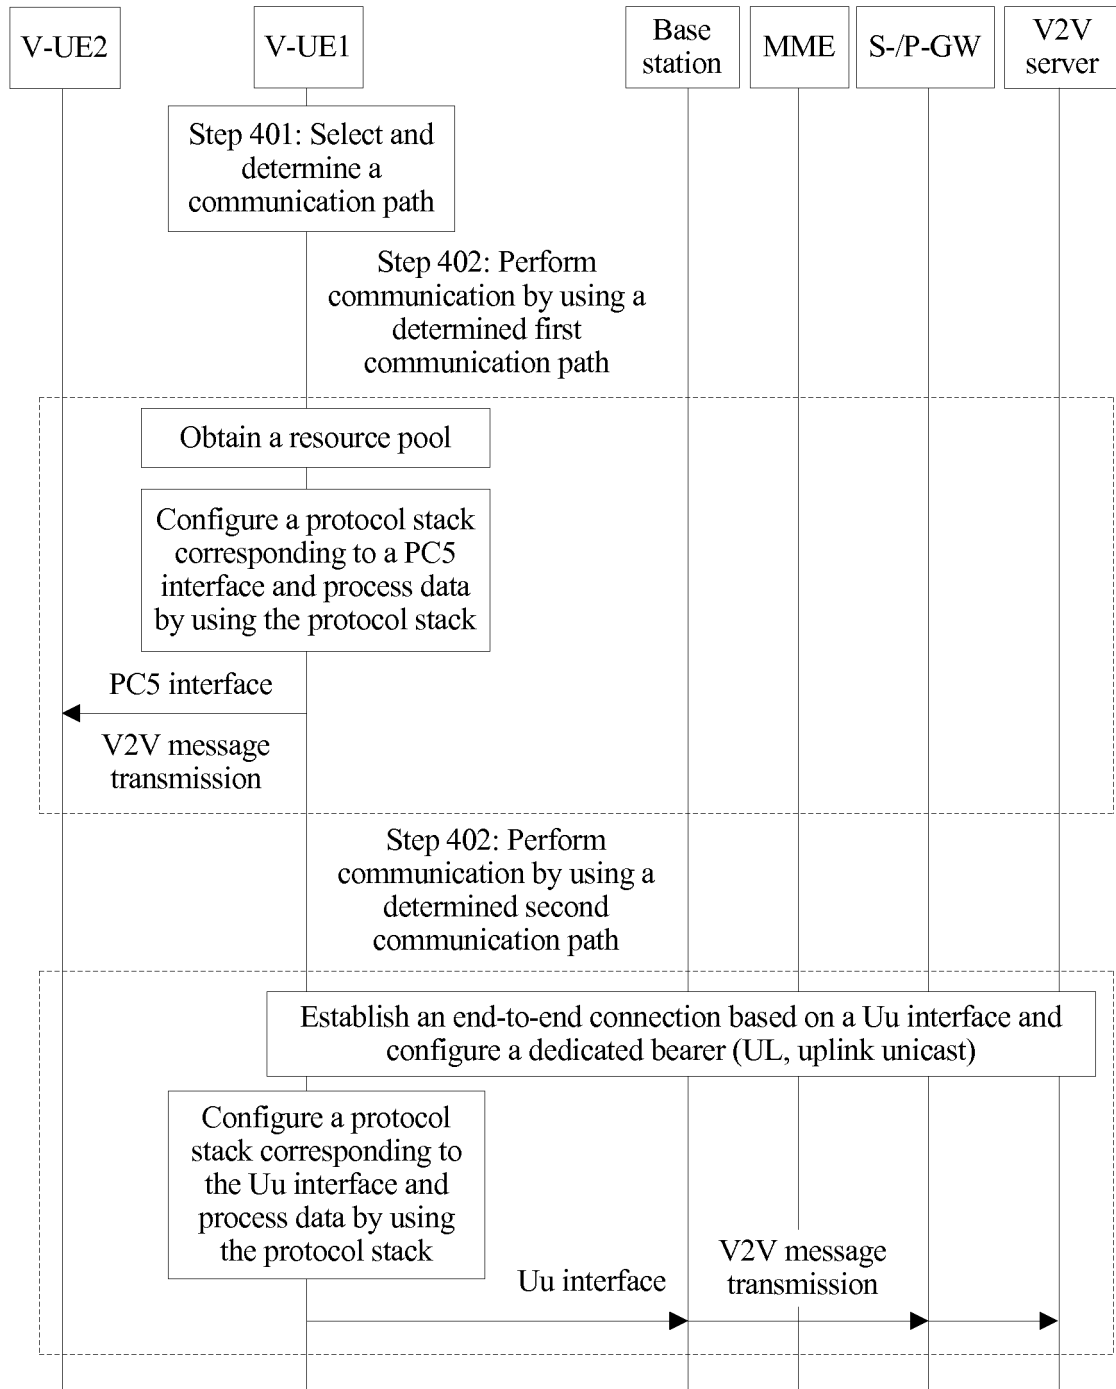 V-UE2
V-UE1
Base
station
MME
S-/P-GW
V2V
server
Step 401: Select and
determine a
communication path
Step 402: Perform
communication by using a
determined first
communication path
Obtain a resource pool
Configure a protocol stack
corresponding to a PC5
interface and process data
by using the protocol stack
PC5 interface
V2V message
transmission
Step 402: Perform
communication by using a
determined second
communication path
Establish an end-to-end connection based on a Uu interface and
configure a dedicated bearer (UL, uplink unicast)
Configure a protocol
stack corresponding to
the Uu interface and
process data by using
the protocol stack
Uu interface
V2V message
transmission